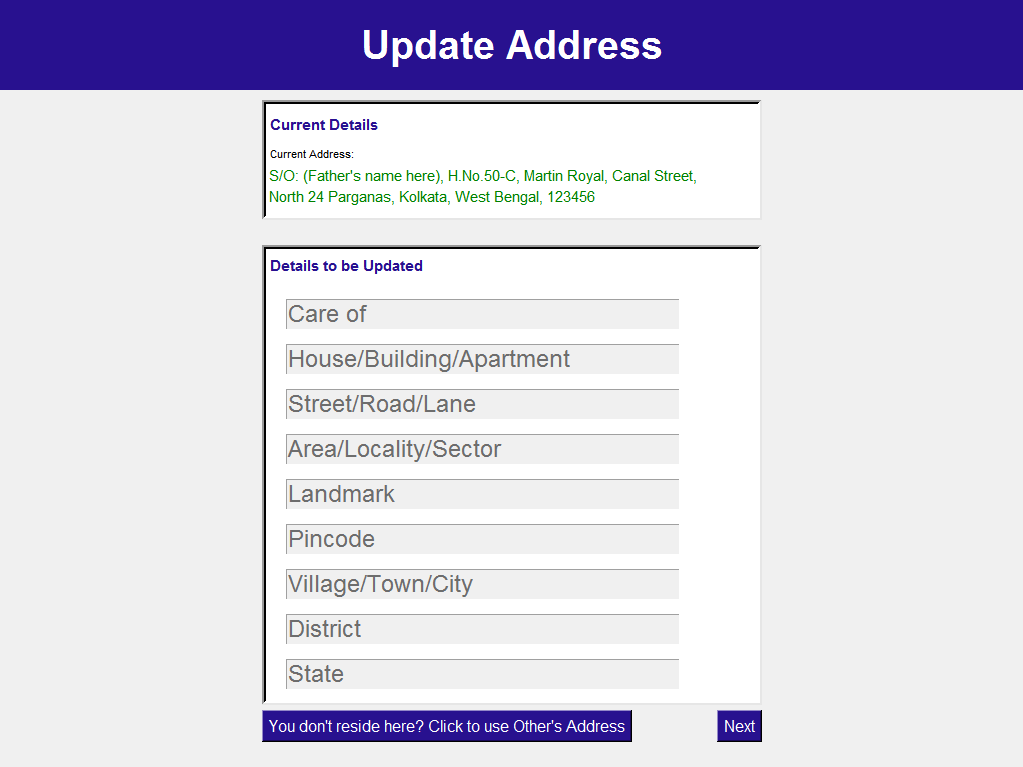 Update Address
Current Details
Current Address:
S/O: (Father's name here), H.No.50-C, Martin Royal, Canal Street,
North 24 Parganas, Kolkata, West Bengal, 123456
Details to be Updated
Care of
House/Building/Apartment
Street/Road/Lane
Area/Locality/Sector
Landmark
Pincode
Village/Town/City
District
State
You don't reside here? Click to use Other's Address
Next